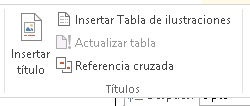 Insertar
título
Insertar Tabla de ilustraciones
Actualizar tabla
Referencia cruzada
Títulos